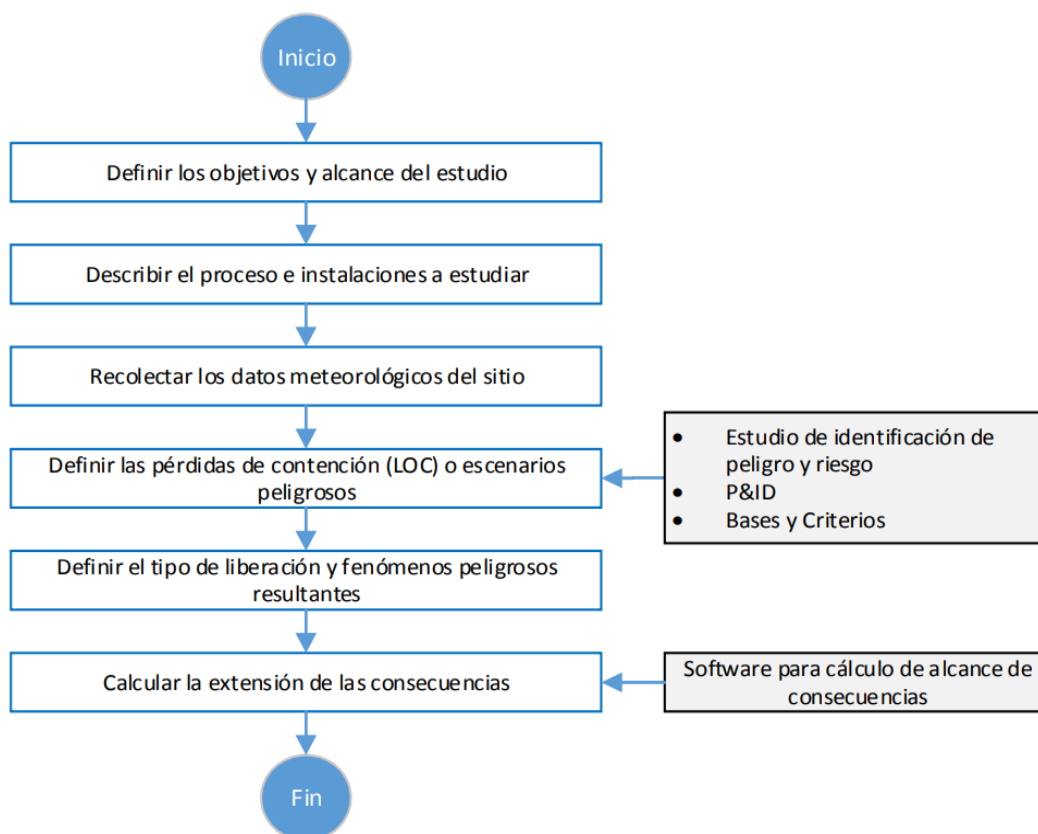 Inicio
Definir los objetivos y alcance del estudio
Describir el proceso e instalaciones a estudiar
Recolectar los datos meteorológicos del sitio
Definir las pérdidas de contención (LOC) o escenarios
peligrosos
• Estudio de identificación de
peligro y riesgo
• P&ID
• Bases y Criterios
Definir el tipo de liberación y fenómenos peligrosos
resultantes
Calcular la extensión de las consecuencias
Software para cálculo de alcance de
consecuencias
Fin